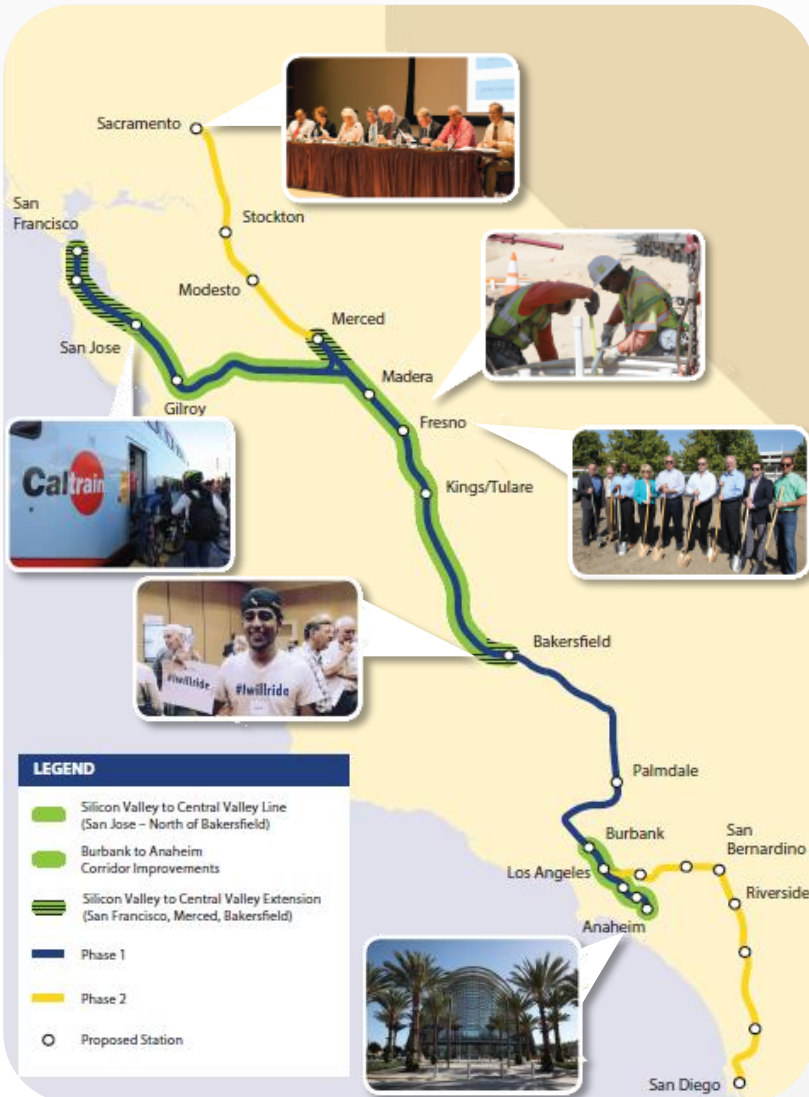 Sacramento
San
Francisco
Stockton
Modesto
Merced
San Jose
Madera
Gilroy
Fresno
Caltrain
Kings/Tulare
#Iwillride
#Iwillride
Bakersfield
LEGEND
Silicon Valley to Central Valley Line
(San Jose – North of Bakersfield)
Burbank to Anaheim
Corridor Improvements
Silicon Valley to Central Valley Extension
(San Francisco, Merced, Bakersfield)
Phase 1
Phase 2
Proposed Station
Palmdale
Burbank
San
Bernardino
Los Angeles
Riverside
Anaheim
San Diego